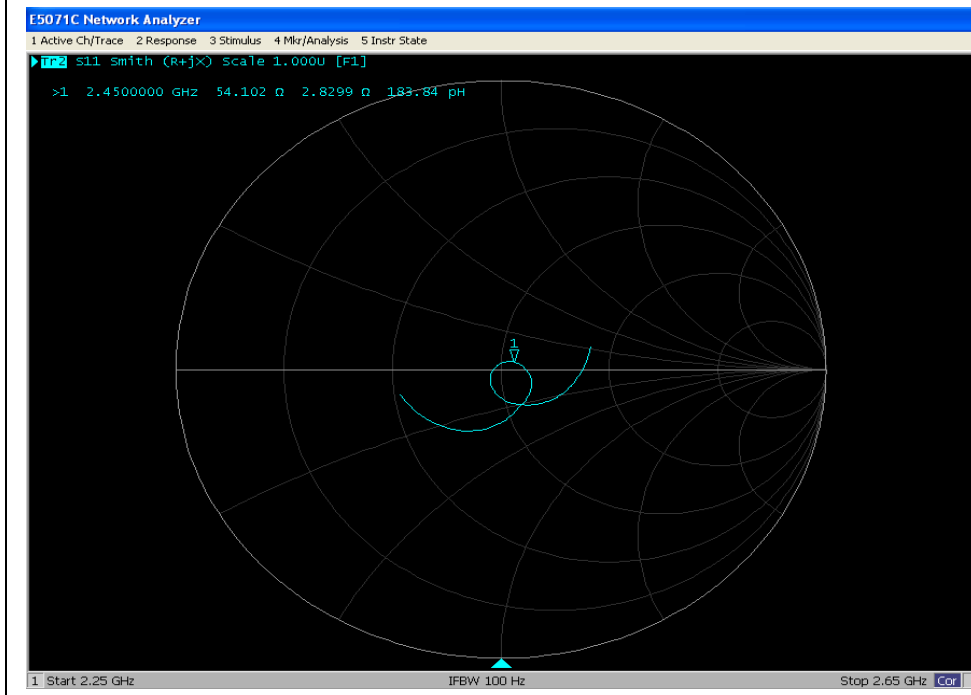 E5071C Network Analyzer
1 Active Ch/Trace 2 Response 3 Stimulus 4 Mkr/Analysis 5 Instr State
Tr2 S11 Smith (R+jX) Scale 1.000U [F1]
>1 2.4500000 GHz 54.102 Ω 2.8299 Ω 183.84 pH
1
1 Start 2.25 GHz IFBW 100 Hz Stop 2.65 GHz Cor